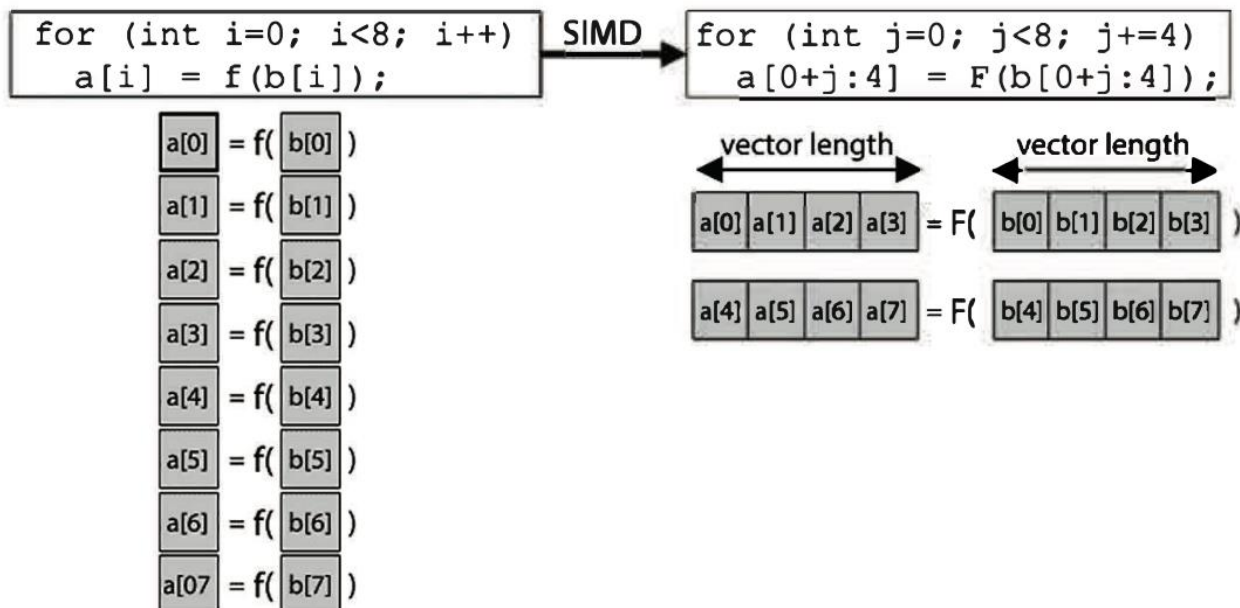 for (int i=0; i<8; i++)
a[i] = f(b[i]);
SIMD
for (int j=0; j<8; j+=4)
a[0+j:4] = F(b[0+j:4]);
a[0] = f( b[0] )
a[1] = f( b[1] )
a[2] = f( b[2] )
a[3] = f( b[3] )
a[4] = f( b[4] )
a[5] = f( b[5] )
a[6] = f( b[6] )
a[07 = f( b[7] )
vector length vector length
a[0] a[1] a[2] a[3] = F( b[0] b[1] b[2] b[3] )
a[4] a[5] a[6] a[7] = F( b[4] b[5] b[6] b[7] )